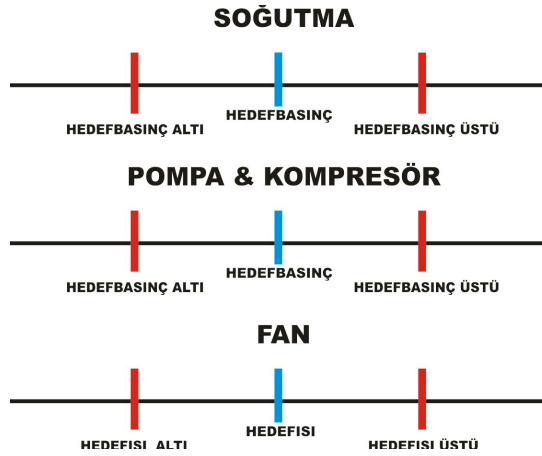 SOĞUTMA
HEDEFBASINÇ ALTI
HEDEFBASINÇ
HEDEFBASINÇ ÜSTÜ
POMPA & KOMPRESÖR
HEDEFBASINÇ ALTI
HEDEFBASINÇ
HEDEFBASINÇ ÜSTÜ
FAN
HEDEFISI ALTI
HEDEFISI
HEDEFISI ÜSTÜ